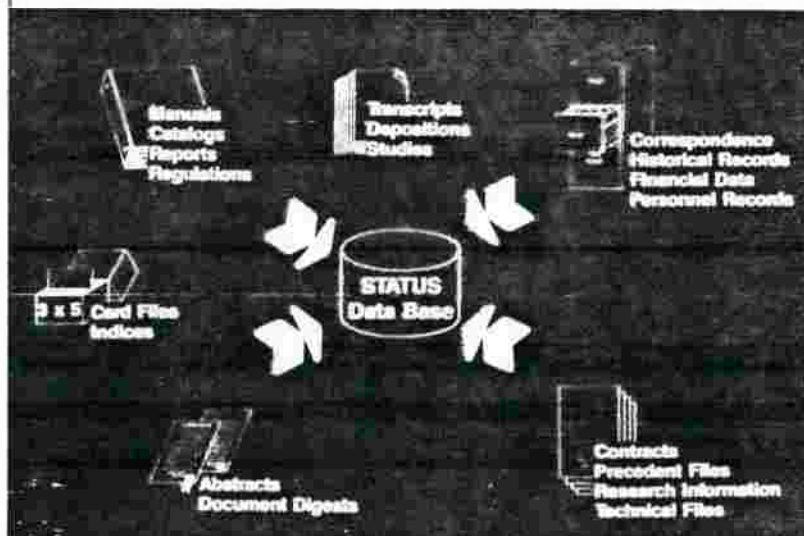 Manuals
Catalogs
Reports
Regulations
Transcripts
Depositions
Studies
Correspondence
Historical Records
Financial Data
Personnel Records
3 x 5 Card Files
Indices
STATUS
Data Base
Abstracts
Document Digests
Contracts
Precedent Files
Research Information
Technical Files